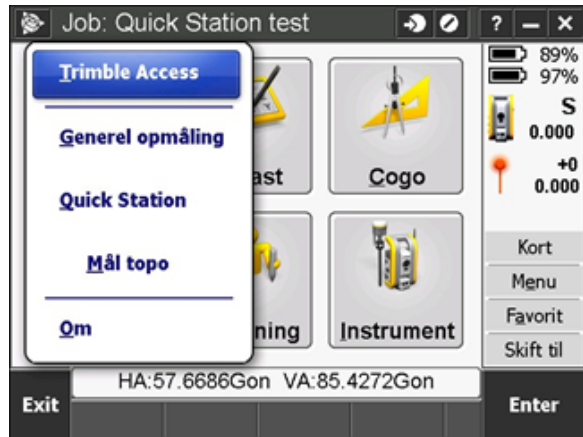 Job: Quick Station test
? – ×
Trimble Access
Generel opmåling
Quick Station
Mål topo
Om
ast
Cogo
ning
Instrument
89%
97%
S
0.000
+0
0.000
Kort
Menu
Favorit
Skift til
HA:57.6686Gon VA:85.4272Gon
Exit
Enter